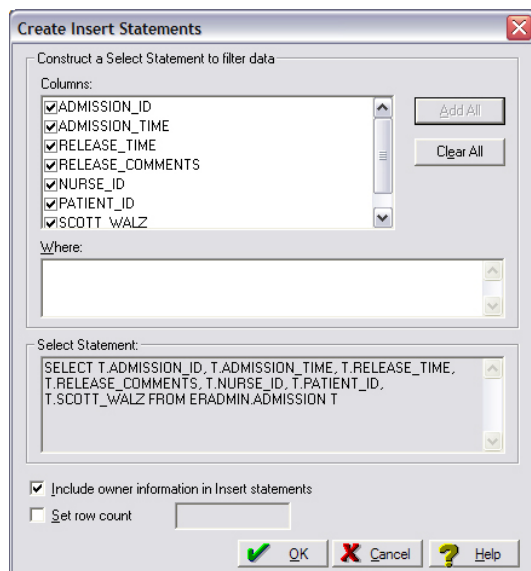 Create Insert Statements
Construct a Select Statement to filter data
Columns:
ADMISSION_ID
ADMISSION_TIME
RELEASE_TIME
RELEASE_COMMENTS
NURSE_ID
PATIENT_ID
SCOTT_WALZ
Add All
Clear All
Where:
Select Statement:
SELECT T.ADMISSION_ID, T.ADMISSION_TIME, T.RELEASE_TIME,
T.RELEASE_COMMENTS, T.NURSE_ID, T.PATIENT_ID,
T.SCOTT_WALZ FROM ERADMIN.ADMISSION T
Include owner information in Insert statements
Set row count
OK
Cancel
Help